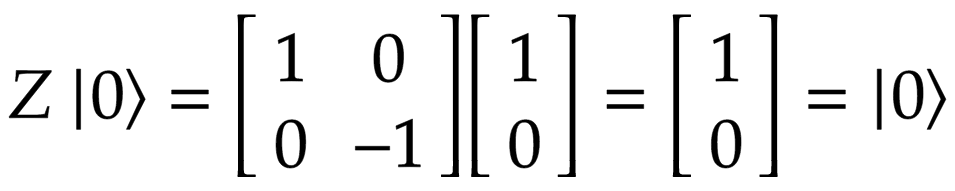 Z |0⟩ = [1 0; 0 −1] [1; 0] = [1; 0] = |0⟩